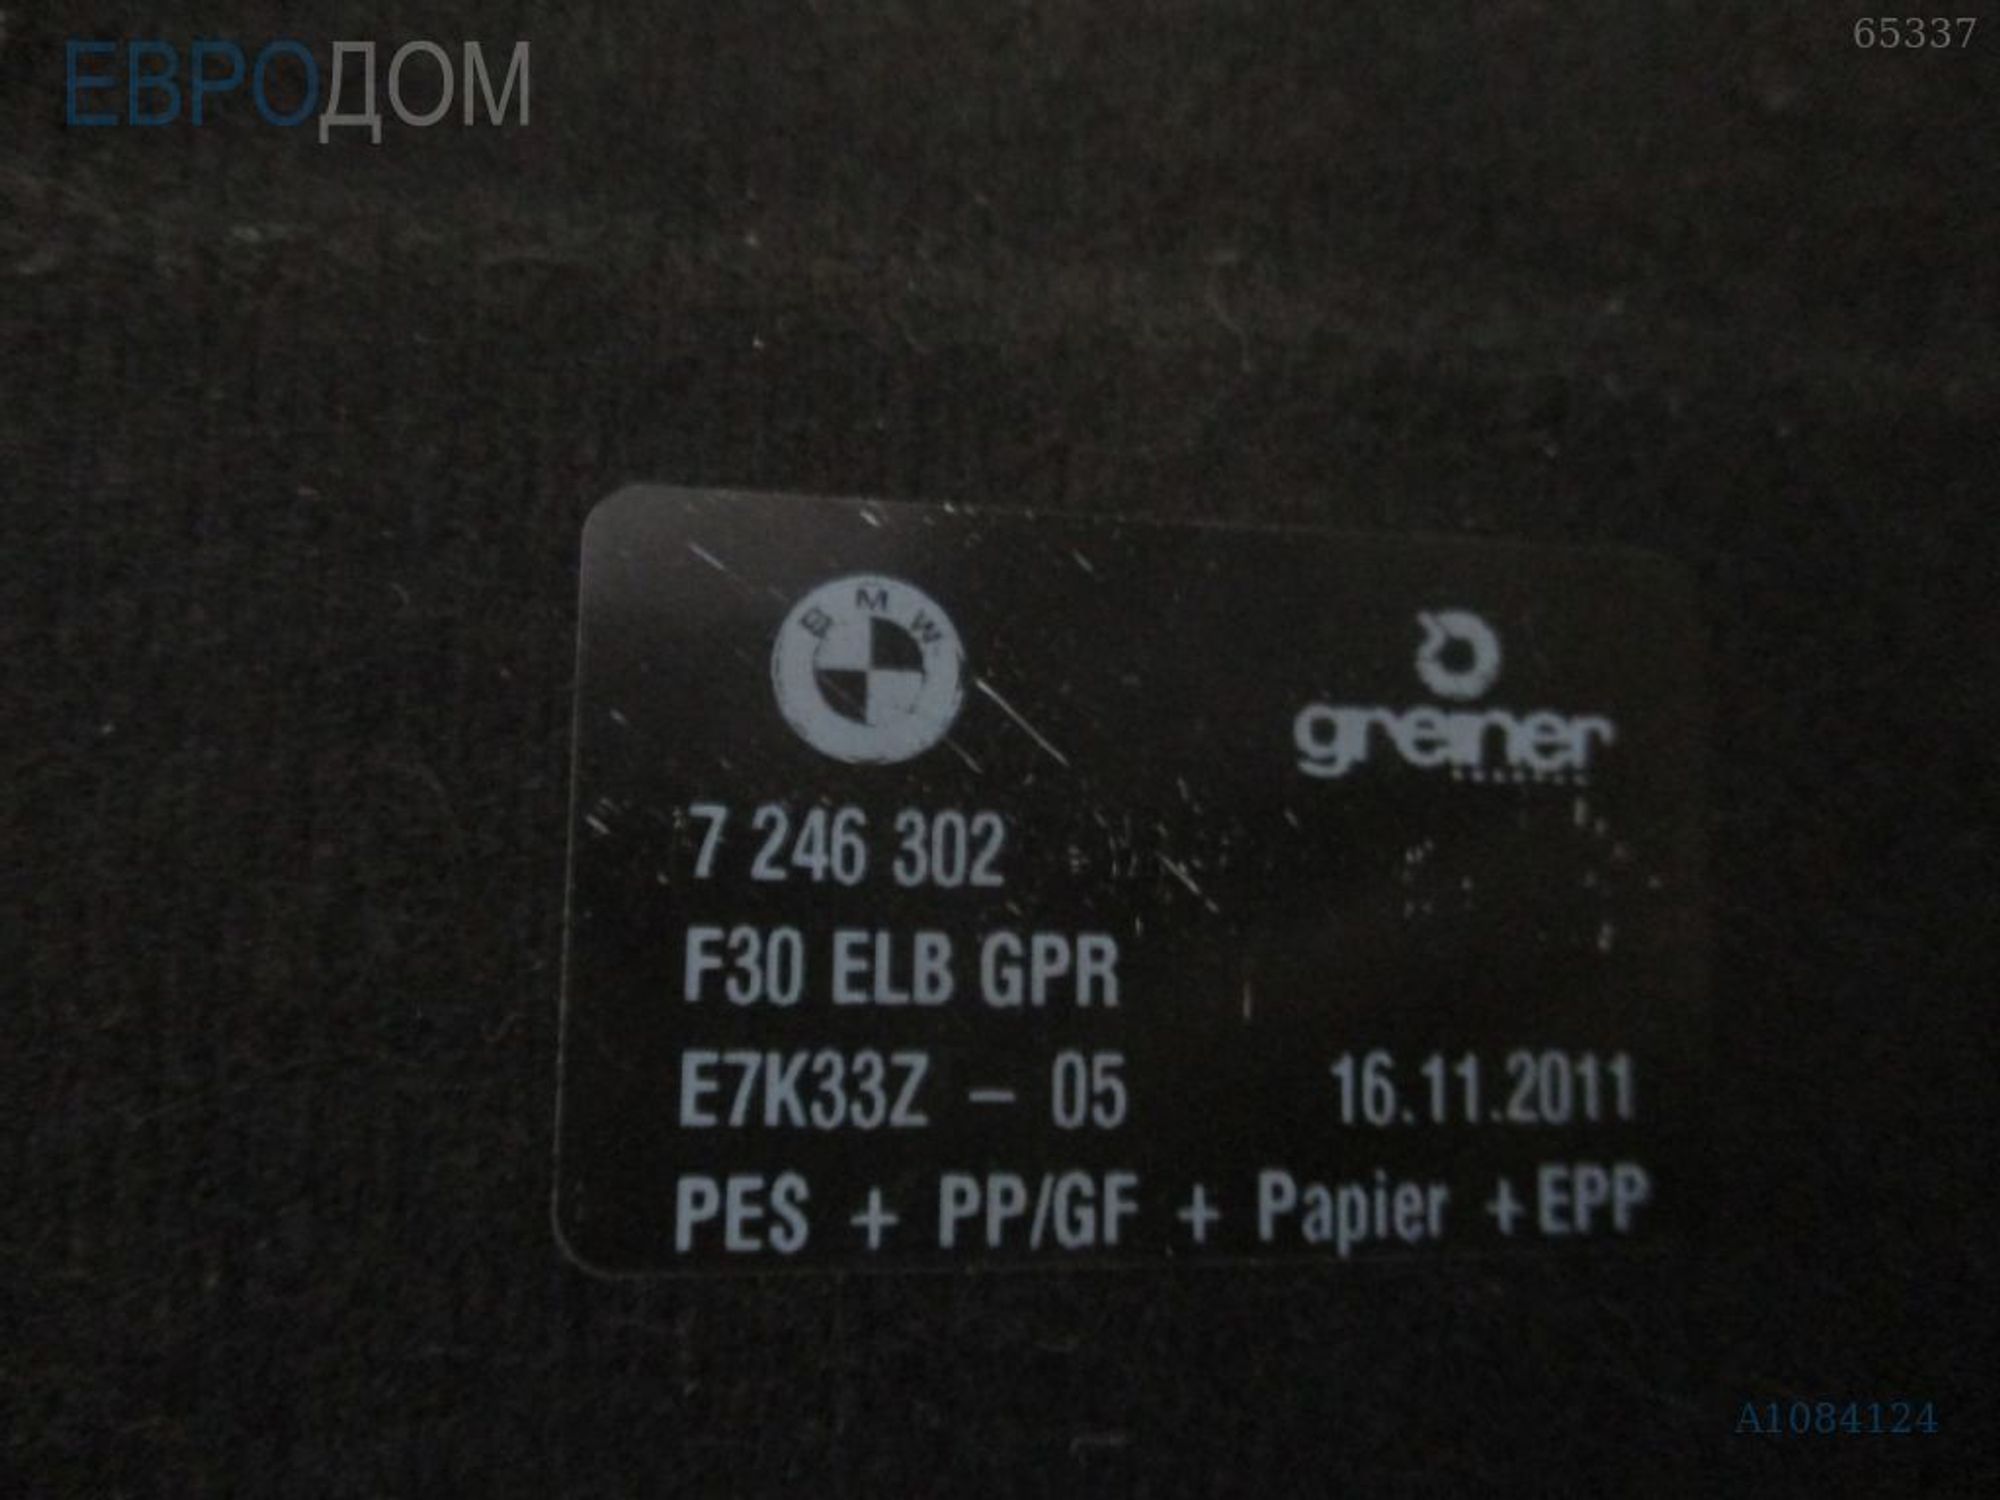 ЕВРОДОМ
65337
BMW
greiner
7 246 302
F30 ELB GPR
E7K33Z - 05 16.11.2011
PES + PP/GF + Papier + EPP
A1084124